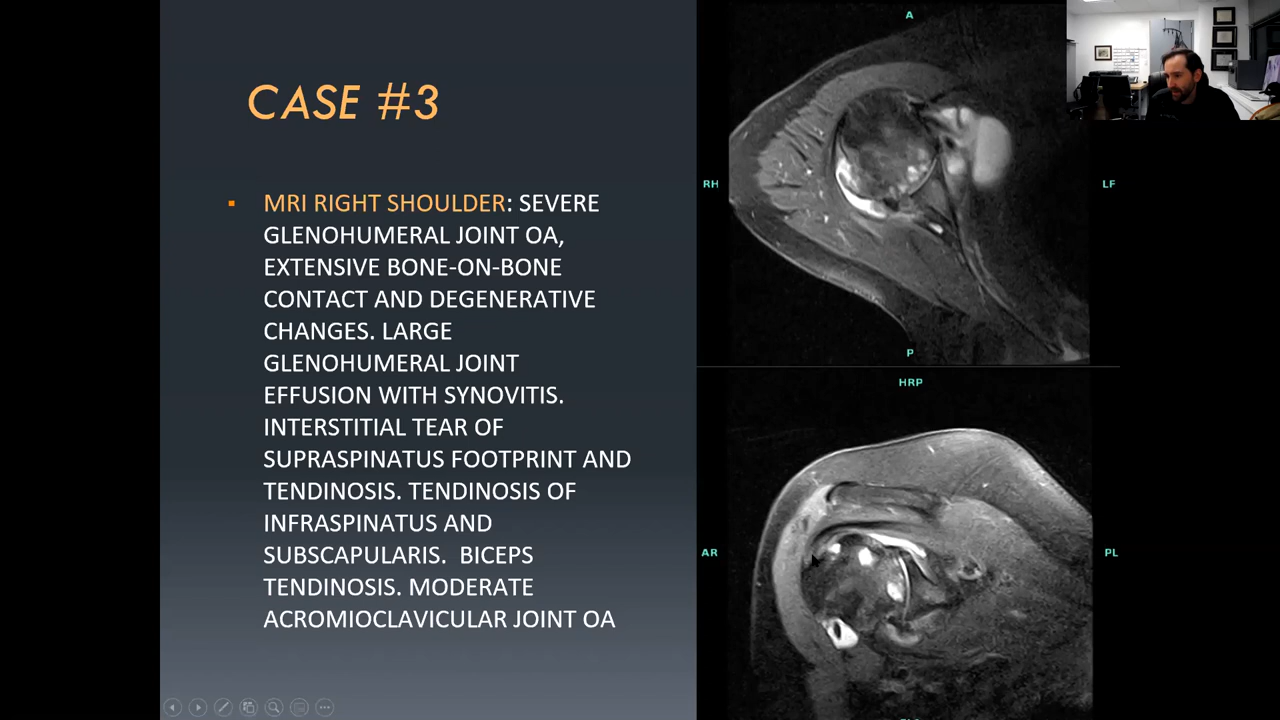 CASE #3
▪ MRI RIGHT SHOULDER: SEVERE
GLENOHUMERAL JOINT OA,
EXTENSIVE BONE-ON-BONE
CONTACT AND DEGENERATIVE
CHANGES. LARGE
GLENOHUMERAL JOINT
EFFUSION WITH SYNOVITIS.
INTERSTITIAL TEAR OF
SUPRASPINATUS FOOTPRINT AND
TENDINOSIS. TENDINOSIS OF
INFRASPINATUS AND
SUBSCAPULARIS.  BICEPS
TENDINOSIS. MODERATE
ACROMIOCLAVICULAR JOINT OA
A
RH
LF
P
HRP
AR
PL